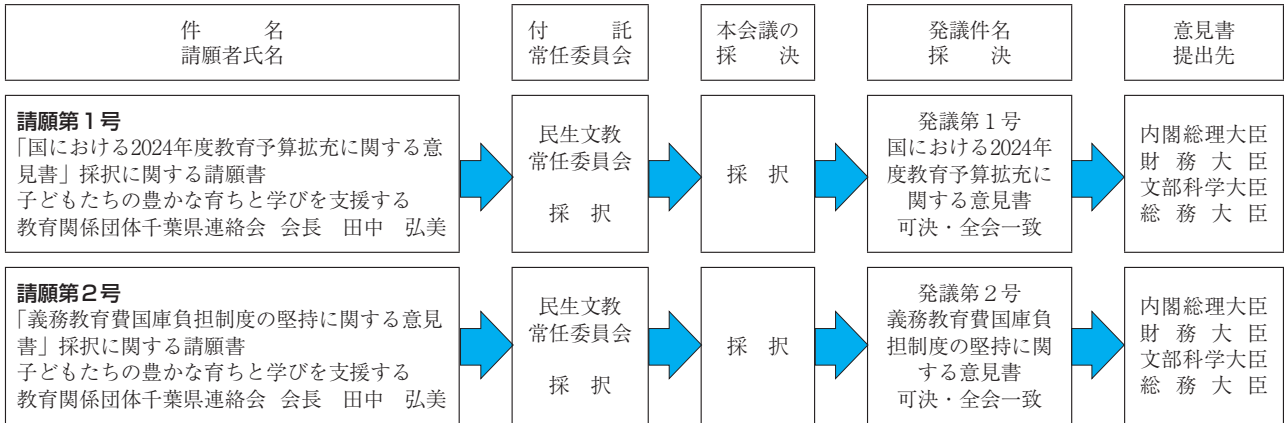 件　　名
請願者氏名
付　　託
常任委員会
本会議の
採　　決
発議件名
採　　決
意見書
提出先
請願第１号
「国における2024年度教育予算拡充に関する意
見書」採択に関する請願書
子どもたちの豊かな育ちと学びを支援する
教育関係団体千葉県連絡会 会長　田中　弘美
民生文教
常任委員会
採　択
採　択
発議第１号
国における2024年
度教育予算拡充に
関する意見書
可決・全会一致
内閣総理大臣
財務大臣
文部科学大臣
総務大臣
請願第２号
「義務教育費国庫負担制度の堅持に関する意見
書」採択に関する請願書
子どもたちの豊かな育ちと学びを支援する
教育関係団体千葉県連絡会 会長　田中　弘美
民生文教
常任委員会
採　択
採　択
発議第２号
義務教育費国庫負
担制度の堅持に関
する意見書
可決・全会一致
内閣総理大臣
財務大臣
文部科学大臣
総務大臣